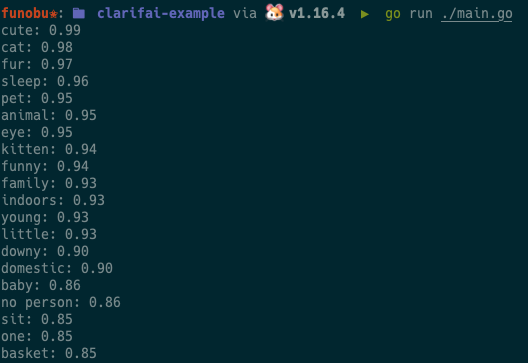 funobu*: clarifai-example via v1.16.4 ▶ go run ./main.go
cute: 0.99
cat: 0.98
fur: 0.97
sleep: 0.96
pet: 0.95
animal: 0.95
eye: 0.95
kitten: 0.94
funny: 0.94
family: 0.93
indoors: 0.93
young: 0.93
little: 0.93
downy: 0.90
domestic: 0.90
baby: 0.86
no person: 0.86
sit: 0.85
one: 0.85
basket: 0.85